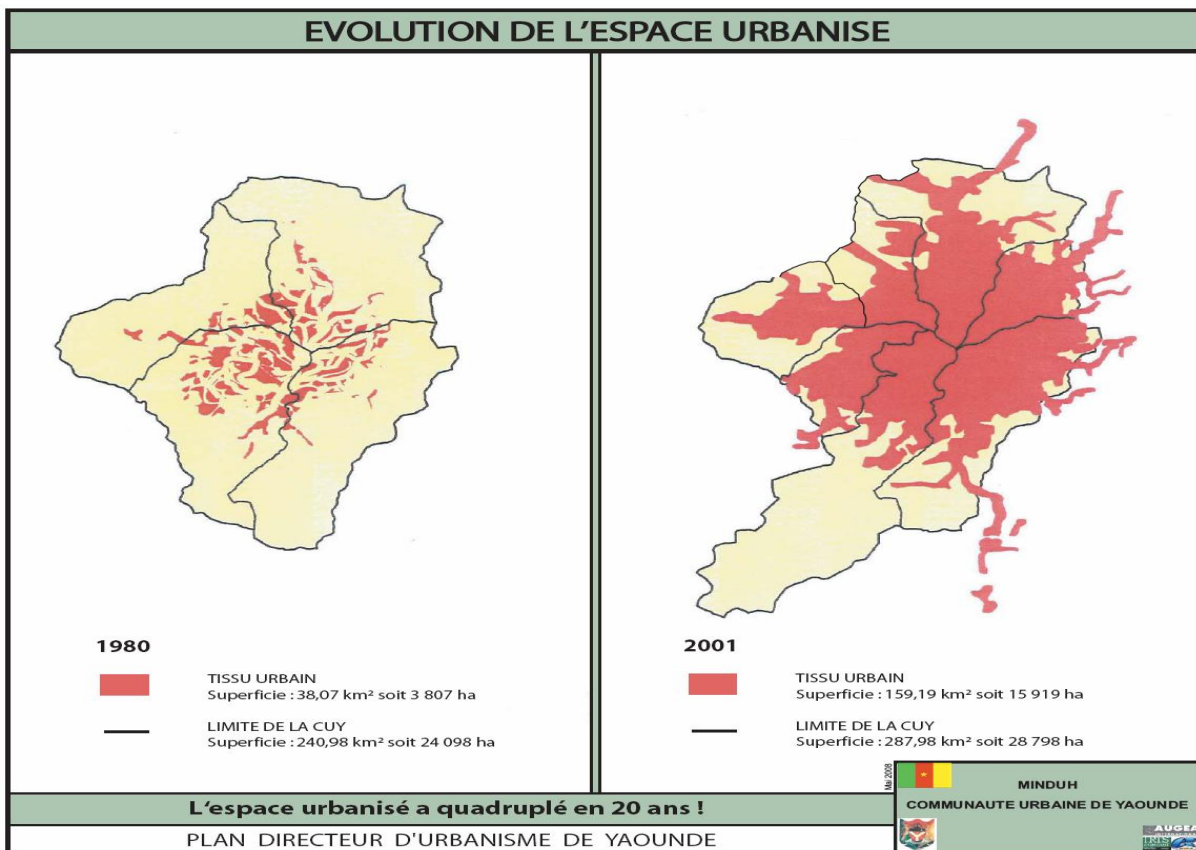 EVOLUTION DE L'ESPACE URBANISE
1980
TISSU URBAIN
Superficie : 38,07 km² soit 3 807 ha
LIMITE DE LA CUY
Superficie : 240,98 km² soit 24 098 ha
2001
TISSU URBAIN
Superficie : 159,19 km² soit 15 919 ha
LIMITE DE LA CUY
Superficie : 287,98 km² soit 28 798 ha
Mai 2008
L'espace urbanisé a quadruplé en 20 ans !
PLAN DIRECTEUR D'URBANISME DE YAOUNDE
MINDUH
COMMUNAUTE URBAINE DE YAOUNDE
AUGEA